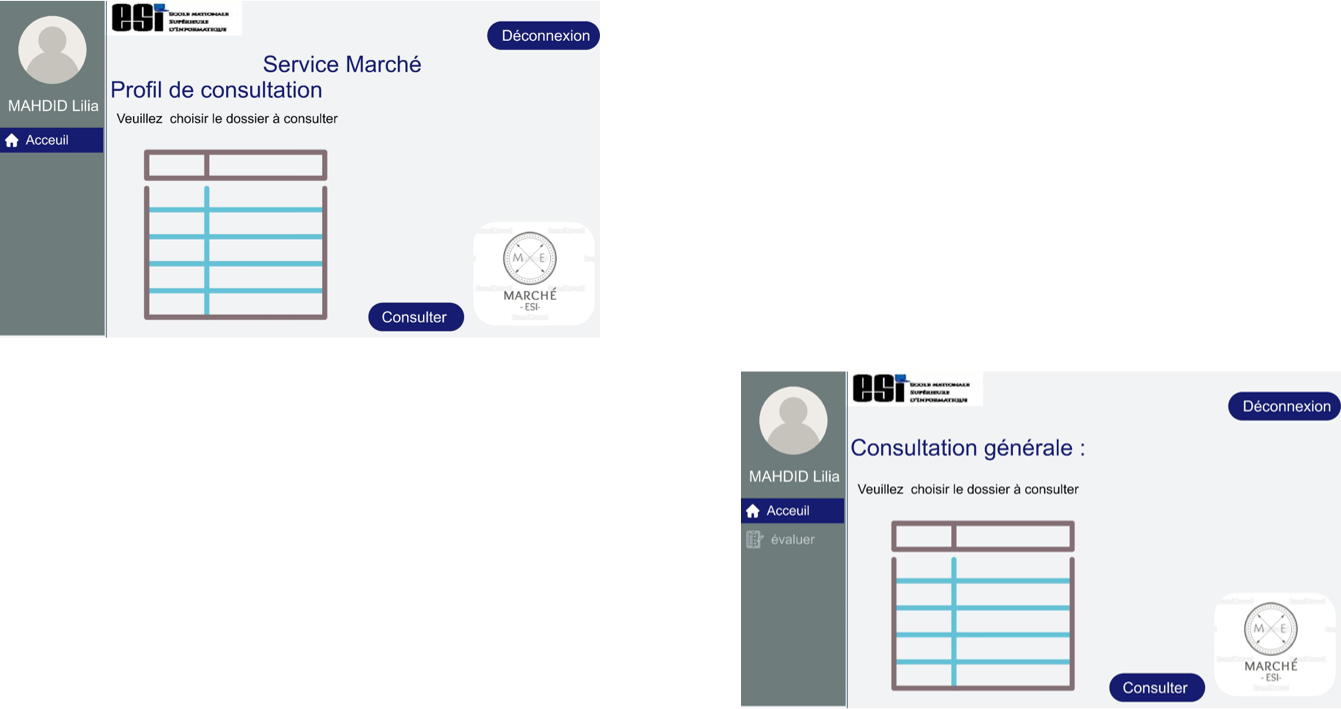 esi ECOLE NATIONALE
SUPÉRIEURE
D'INFORMATIQUE
Déconnexion
Service Marché
Profil de consultation
MAHDID Lilia
Veuillez choisir le dossier à consulter
Acceuil
M E
MARCHÉ
- ESI-
Consulter
esi ECOLE NATIONALE
SUPÉRIEURE
D'INFORMATIQUE
Déconnexion
Consultation générale :
MAHDID Lilia
Veuillez choisir le dossier à consulter
Acceuil
évaluer
M E
MARCHÉ
- ESI-
Consulter